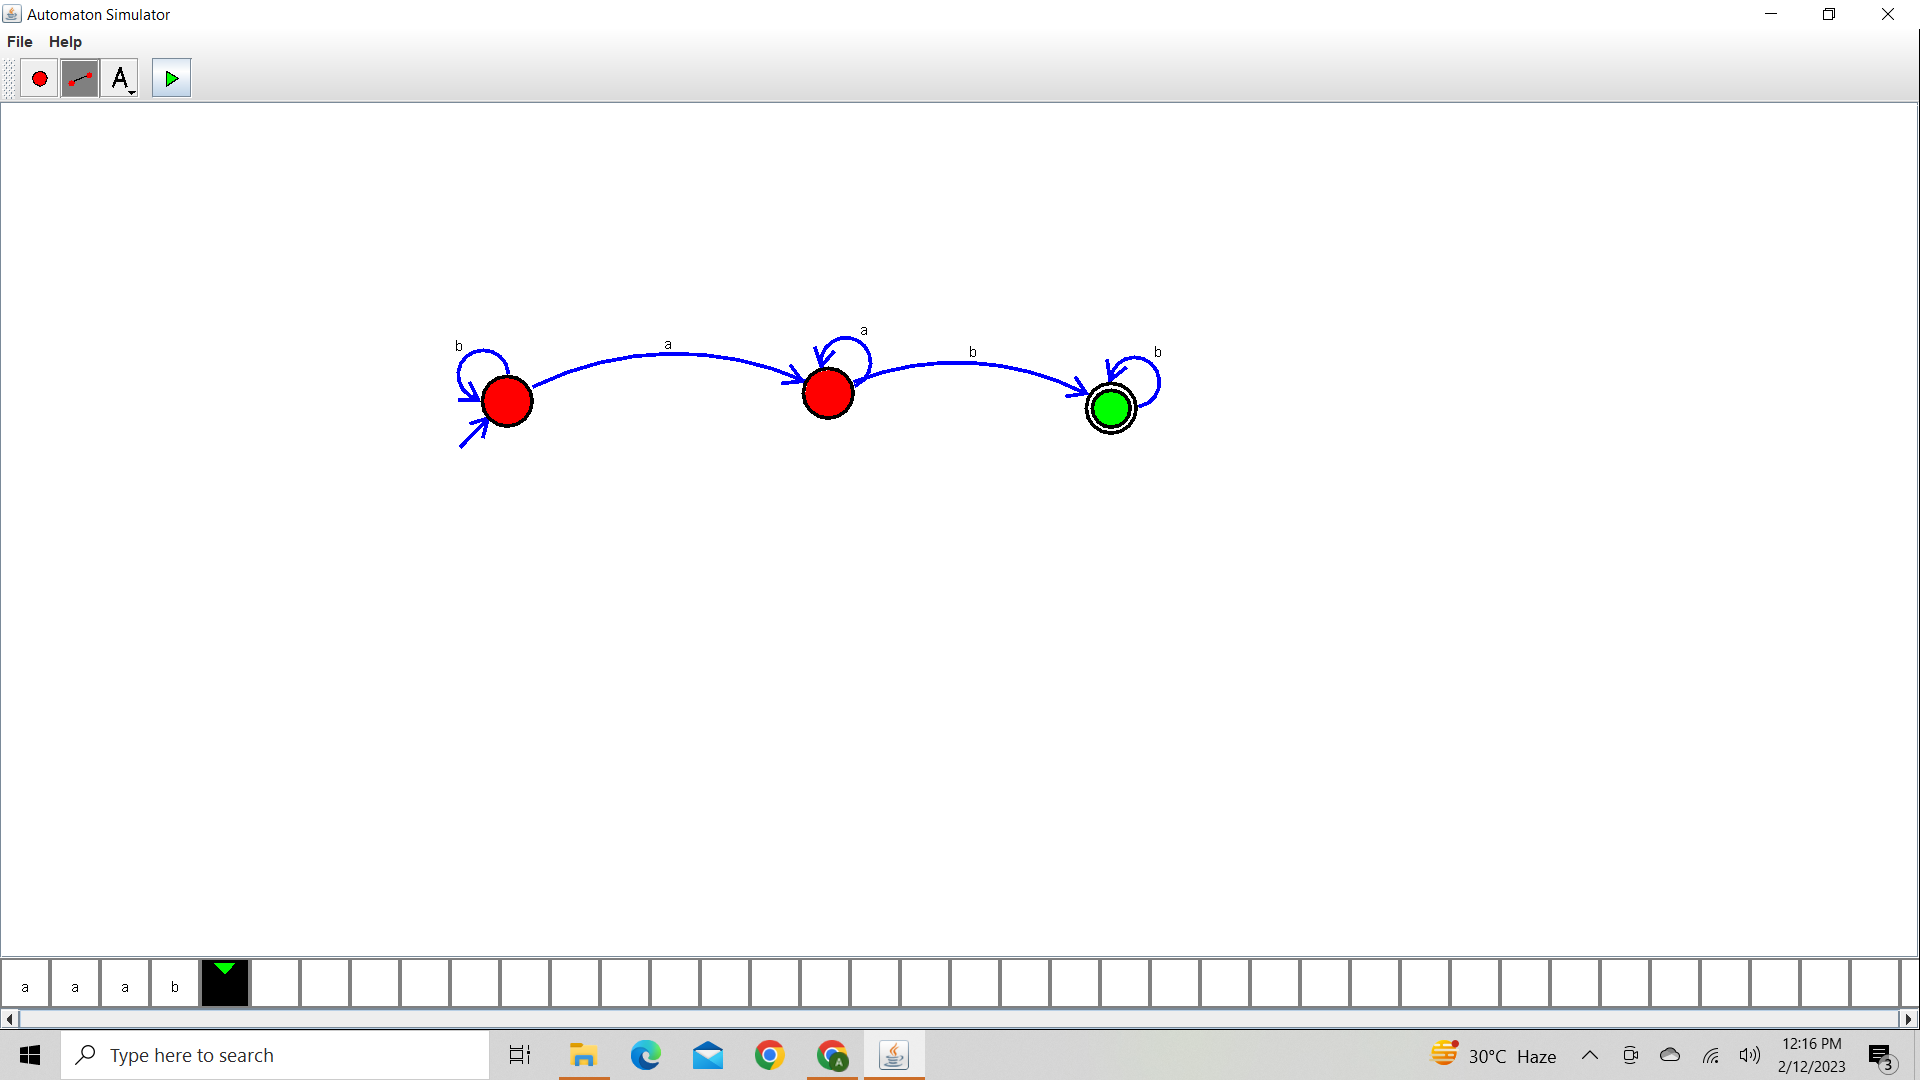 Automaton Simulator
File Help
A
a
b
a
b
b
a a a b
Type here to search
A
30°C Haze
12:16 PM
2/12/2023
3